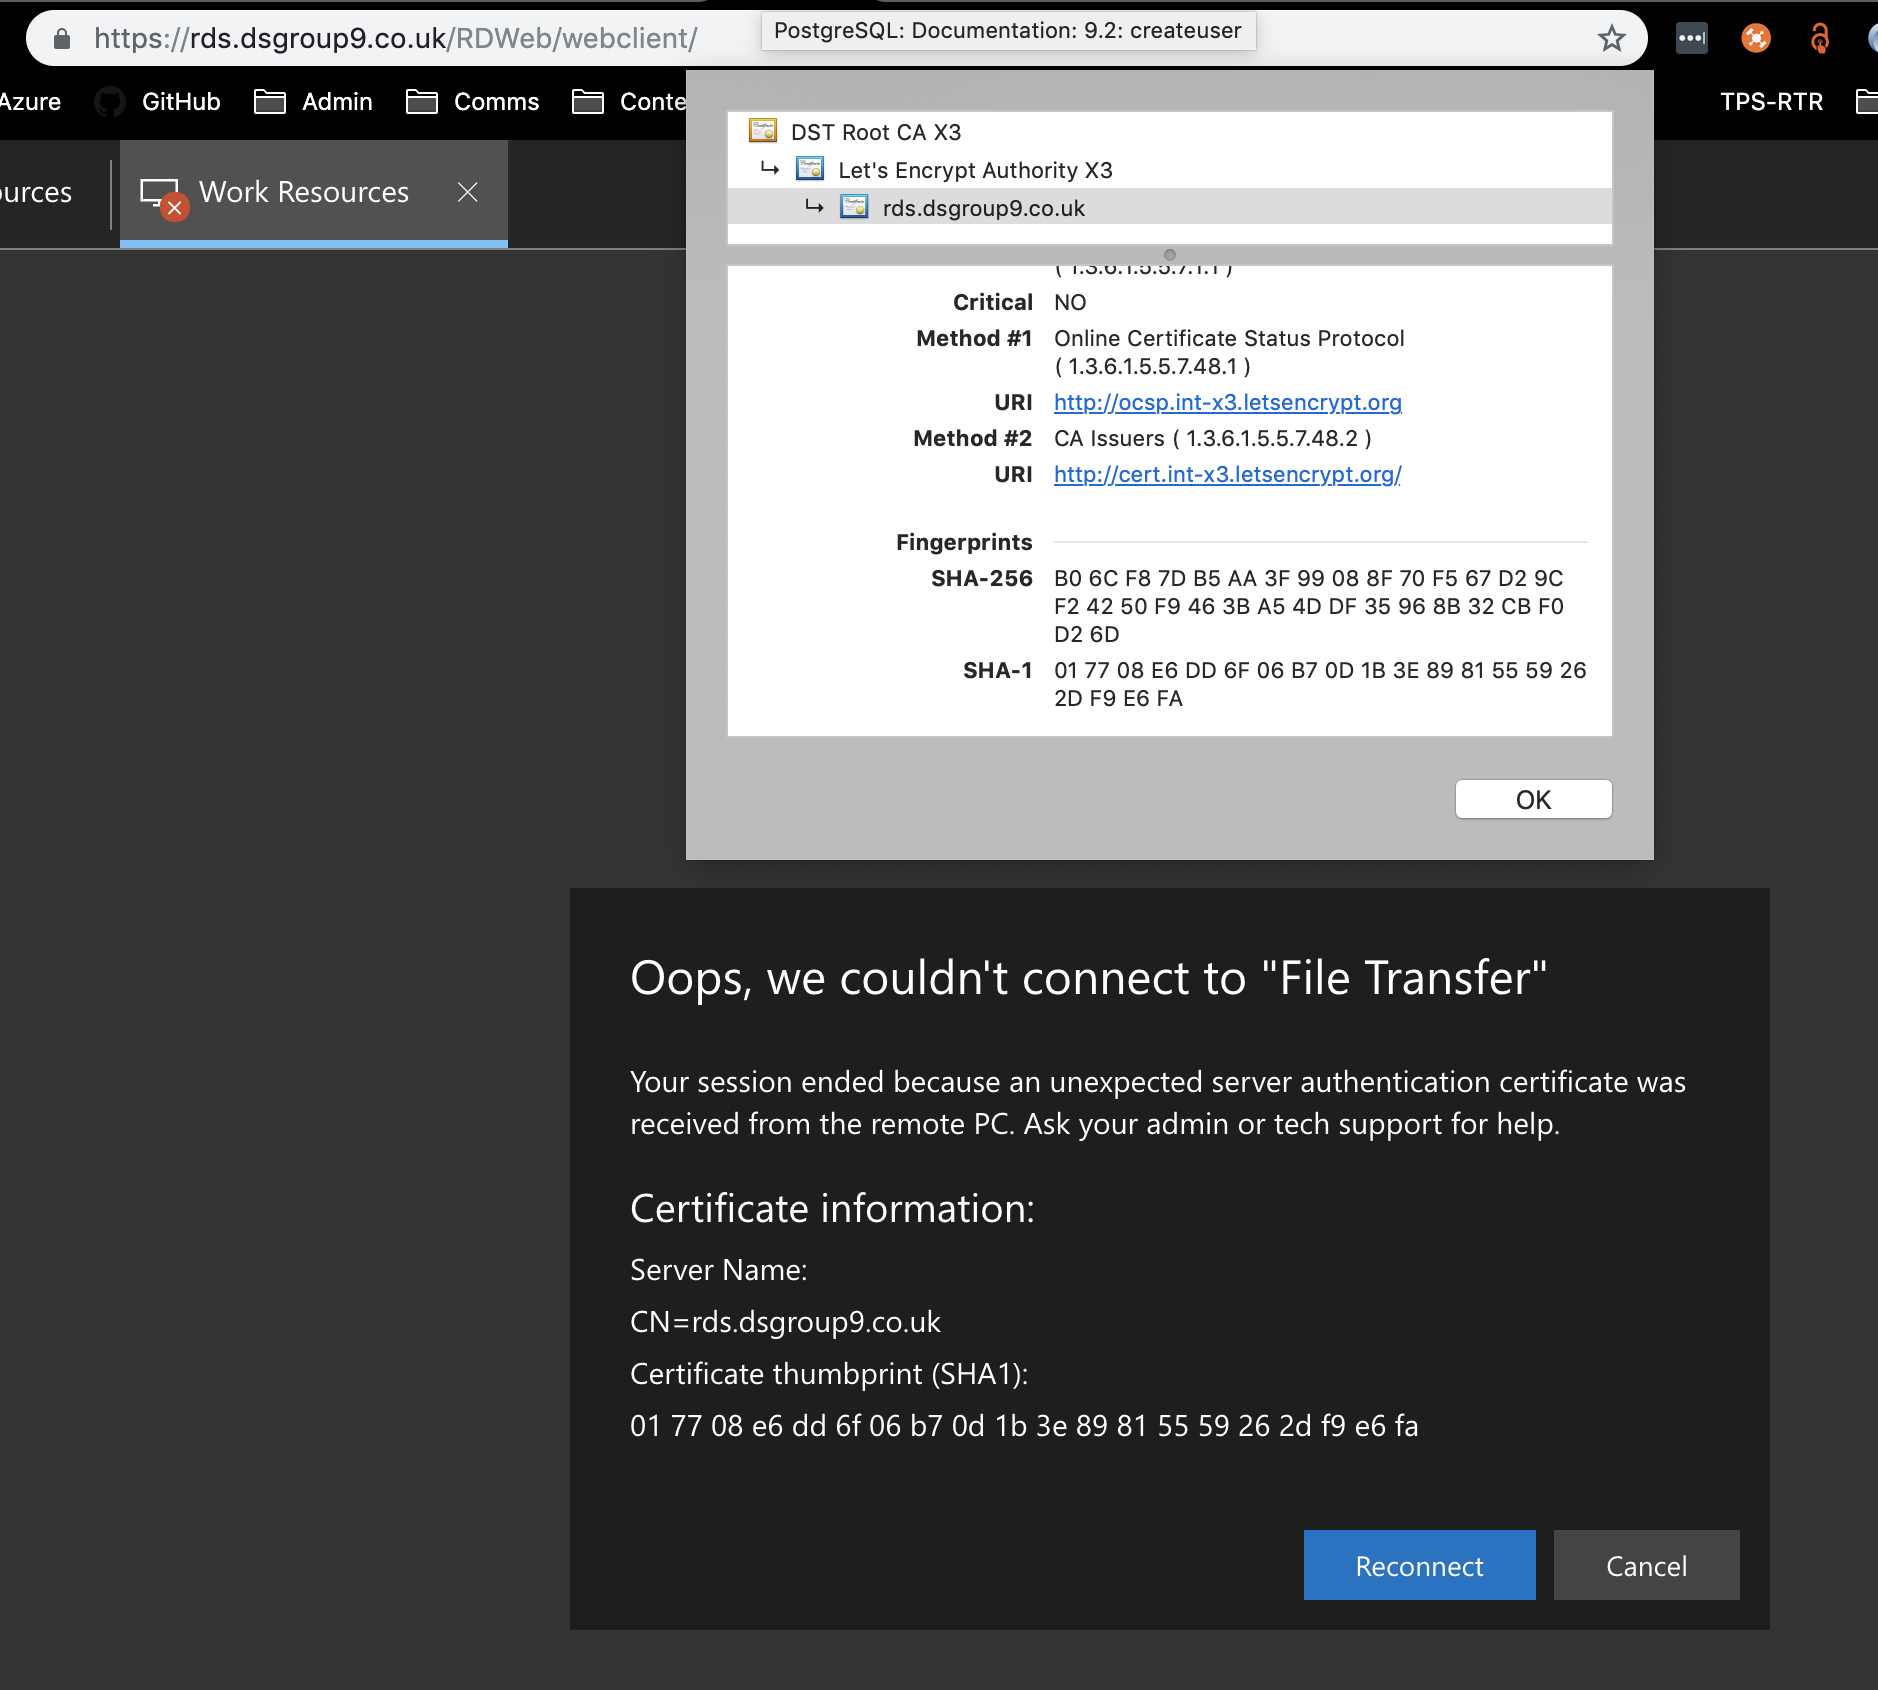 https://rds.dsgroup9.co.uk/RDWeb/webclient/
PostgreSQL: Documentation: 9.2: createuser
Azure GitHub Admin Comms Conte TPS-RTR
ources
Work Resources
DST Root CA X3
Let's Encrypt Authority X3
rds.dsgroup9.co.uk
( 1.3.6.1.5.5.7.1.1 )
Critical NO
Method #1 Online Certificate Status Protocol
( 1.3.6.1.5.5.7.48.1 )
URI http://ocsp.int-x3.letsencrypt.org
Method #2 CA Issuers ( 1.3.6.1.5.5.7.48.2 )
URI http://cert.int-x3.letsencrypt.org/
Fingerprints
SHA-256 B0 6C F8 7D B5 AA 3F 99 08 8F 70 F5 67 D2 9C
F2 42 50 F9 46 3B A5 4D DF 35 96 8B 32 CB F0
D2 6D
SHA-1 01 77 08 E6 DD 6F 06 B7 0D 1B 3E 89 81 55 59 26
2D F9 E6 FA
OK
Oops, we couldn't connect to "File Transfer"
Your session ended because an unexpected server authentication certificate was
received from the remote PC. Ask your admin or tech support for help.
Certificate information:
Server Name:
CN=rds.dsgroup9.co.uk
Certificate thumbprint (SHA1):
01 77 08 e6 dd 6f 06 b7 0d 1b 3e 89 81 55 59 26 2d f9 e6 fa
Reconnect
Cancel